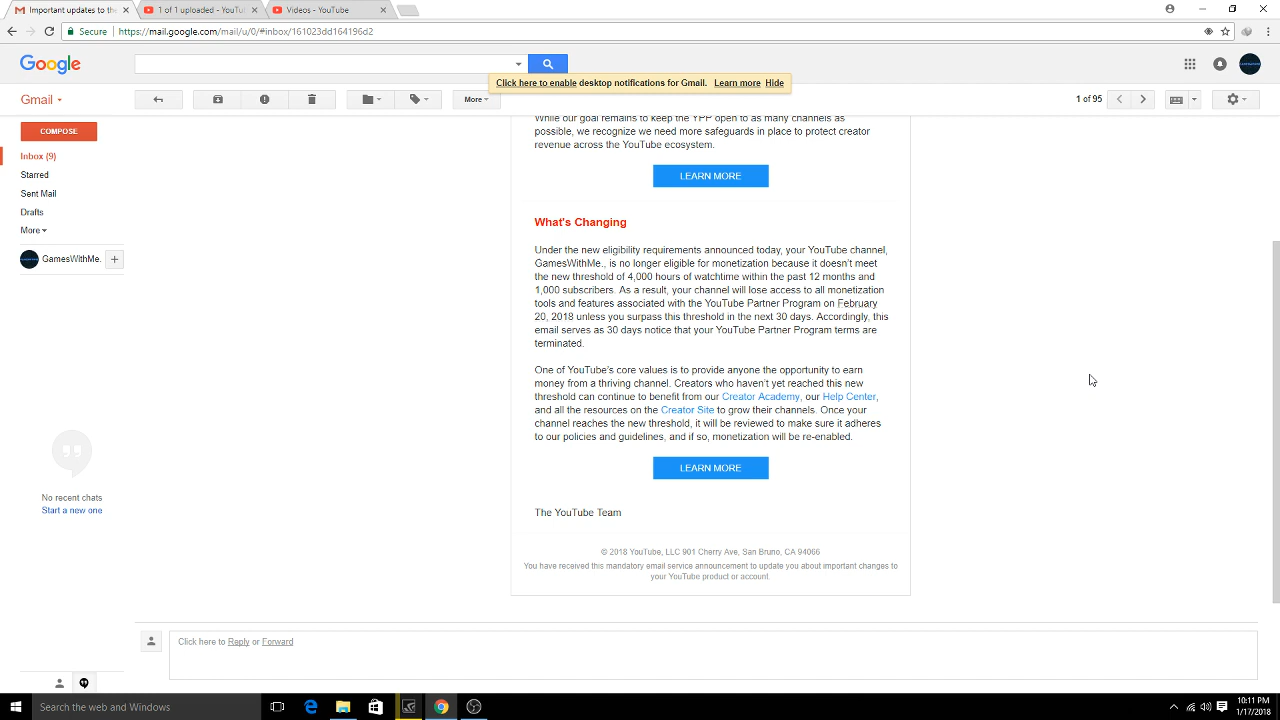 Important updates to the
1 of 1 uploaded - YouTu
Videos - YouTube
Secure
https://mail.google.com/mail/u/0/#inbox/161023dd164196d2
Google
Click here to enable desktop notifications for Gmail. Learn more Hide
Gmail
More
1 of 95
COMPOSE
Inbox (9)
Starred
Sent Mail
Drafts
More
GamesWithMe.
No recent chats
Start a new one
While our goal remains to keep the YPP open to as many channels as
possible, we recognize we need more safeguards in place to protect creator
revenue across the YouTube ecosystem.
LEARN MORE
What's Changing
Under the new eligibility requirements announced today, your YouTube channel,
GamesWithMe., is no longer eligible for monetization because it doesn’t meet
the new threshold of 4,000 hours of watchtime within the past 12 months and
1,000 subscribers. As a result, your channel will lose access to all monetization
tools and features associated with the YouTube Partner Program on February
20, 2018 unless you surpass this threshold in the next 30 days. Accordingly, this
email serves as 30 days notice that your YouTube Partner Program terms are
terminated.
One of YouTube’s core values is to provide anyone the opportunity to earn
money from a thriving channel. Creators who haven’t yet reached this new
threshold can continue to benefit from our Creator Academy, our Help Center,
and all the resources on the Creator Site to grow their channels. Once your
channel reaches the new threshold, it will be reviewed to make sure it adheres
to our policies and guidelines, and if so, monetization will be re-enabled.
LEARN MORE
The YouTube Team
© 2018 YouTube, LLC 901 Cherry Ave, San Bruno, CA 94066
You have received this mandatory email service announcement to update you about important changes to
your YouTube product or account.
Click here to Reply or Forward
Search the web and Windows
10:11 PM
1/17/2018